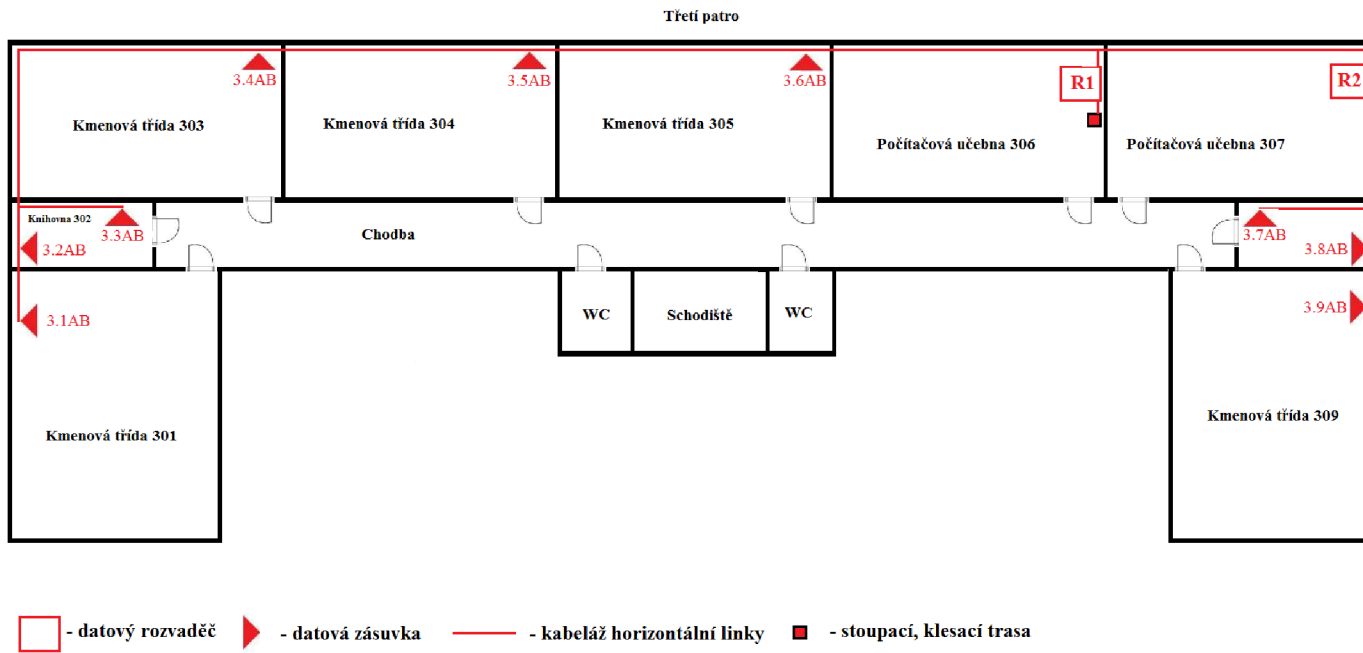 Třetí patro
3.4AB
3.5AB
3.6AB
R1
R2
Kmenová třída 303
Kmenová třída 304
Kmenová třída 305
Počítačová učebna 306
Počítačová učebna 307
Knihovna 302
3.3AB
3.2AB
Chodba
3.7AB
3.8AB
3.1AB
WC
Schodiště
WC
3.9AB
Kmenová třída 301
Kmenová třída 309
- datový rozvaděč
- datová zásuvka
- kabeláž horizontální linky
- stoupací, klesací trasa